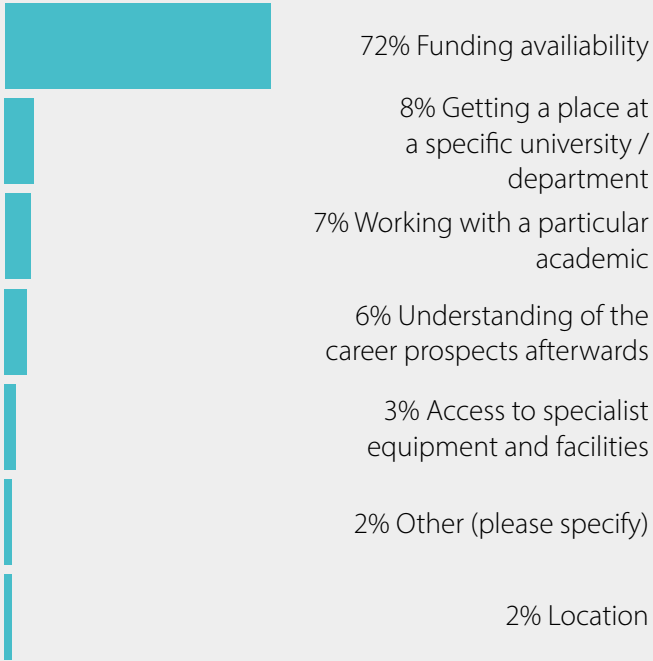 72% Funding availiability
8% Getting a place at
a specific university /
department
7% Working with a particular
academic
6% Understanding of the
career prospects afterwards
3% Access to specialist
equipment and facilities
2% Other (please specify)
2% Location